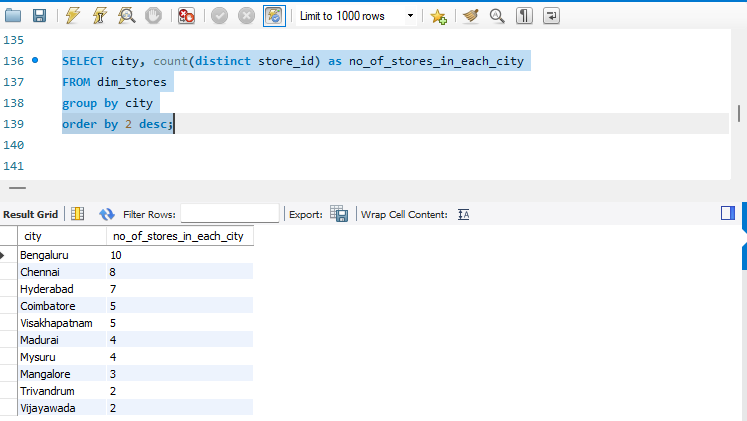 Limit to 1000 rows
135
136 SELECT city, count(distinct store_id) as no_of_stores_in_each_city
137 FROM dim_stores
138 group by city
139 order by 2 desc;
140
141
Result Grid Filter Rows: Export: Wrap Cell Content: IA
city no_of_stores_in_each_city
Bengaluru 10
Chennai 8
Hyderabad 7
Coimbatore 5
Visakhapatnam 5
Madurai 4
Mysuru 4
Mangalore 3
Trivandrum 2
Vijayawada 2